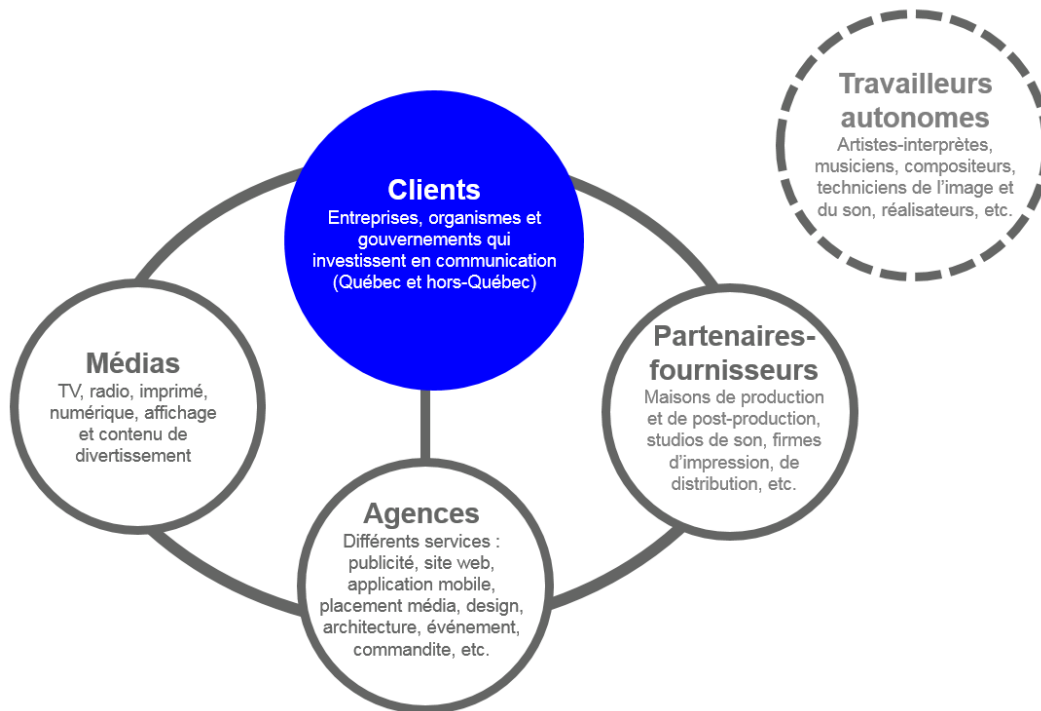 Travailleurs
autonomes
Artistes-interprètes,
musiciens, compositeurs,
techniciens de l'image et
du son, réalisateurs, etc.
Clients
Entreprises, organismes et
gouvernements qui
investissent en communication
(Québec et hors-Québec)
Médias
TV, radio, imprimé,
numérique, affichage
et contenu de
divertissement
Partenaires-
fournisseurs
Maisons de production
et de post-production,
studios de son, firmes
d'impression, de
distribution, etc.
Agences
Différents services :
publicité, site web,
application mobile,
placement média, design,
architecture, événement,
commandite, etc.